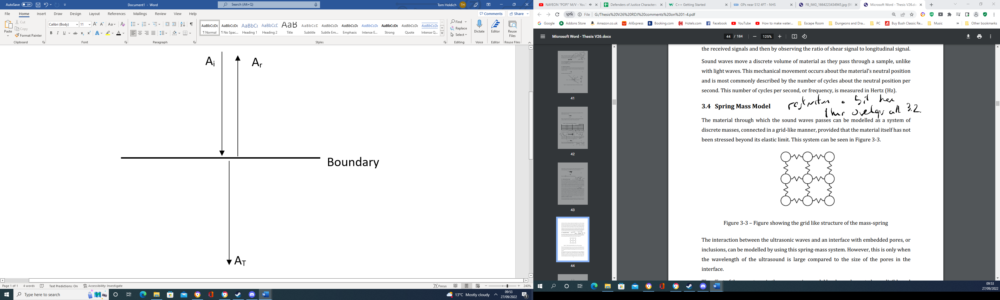 AutoSave Off
Document1 - Word
Search (Alt+Q)
Tom Holdich TH
File Home Insert Draw Design Layout References Mailings Review View Help
Comments Share
Paste
Cut
Copy
Format Painter
Clipboard
Calibri (Body) 11
Font
Paragraph
AaBbCcDc AaBbCcDc AaBbCc AaBbCcC AaB AaBbCcC AaBbCcDc AaBbCcDc AaBbCcDc AaBbCcDc AaBbCcDc AaBbCcDc
¶ Normal ¶ No Spac... Heading 1 Heading 2 Title Subtitle Subtle Em... Emphasis Intense E... Strong Quote Intense Q...
Styles
Find
Replace
Select
Editing
Dictate
Voice
Editor
Editor
Reuse Files
Reuse Files
Ai
Ar
Boundary
AT
Page 1 of 1 4 words Text Predictions: On Accessibility: Investigate
Focus
240%
Type here to search
13°C Mostly cloudy
09:53
27/09/2022
3
NAYEON "POP!" M/V - You
Defenders of Justice Characters
C++ Getting Started
GPs near S12 4FT - NHS
FB_IMG_1664223434945.jpg (9
Microsoft Word - Thesis V26.do
VPN File G:/Thesis%20V26%20RDJ%20comments%20on%201-4.pdf
Google Addons Store Amazon.co.uk AliExpress Booking.com Hotels.com Facebook YouTube How to make water... Escape Room Dungeons and Dra... PC Buy Bush Classic Re... Music » Other bookmarks
Microsoft Word - Thesis V26.docx
44 / 184
125%
41
42
43
44
the received signals and then by observing the ratio of shear signal to longitudinal signal.
Sound waves move a discrete volume of material as they pass through a sample, unlike
with light waves. This mechanical movement occurs about the material's neutral position
and is most commonly described by the number of cycles about the neutral position per
second. This number of cycles per second, or frequency, is measured in Hertz (Hz).
3.4 Spring Mass Model
a bit here
this overlaps 3.2.
The material through which the sound waves passes can be modelled as a system of
discrete masses, connected in a grid-like manner, provided that the material itself has not
been stressed beyond its elastic limit. This system can be seen in Figure 3-3.
Figure 3-3 – Figure showing the grid like structure of the mass-spring
The interaction between the ultrasonic waves and an interface with embedded pores, or
inclusions, can be modelled by using this spring-mass system. However, this is only when
the wavelength of the ultrasound is large compared to the size of the pores in the
interface.
09:53
27/09/2022